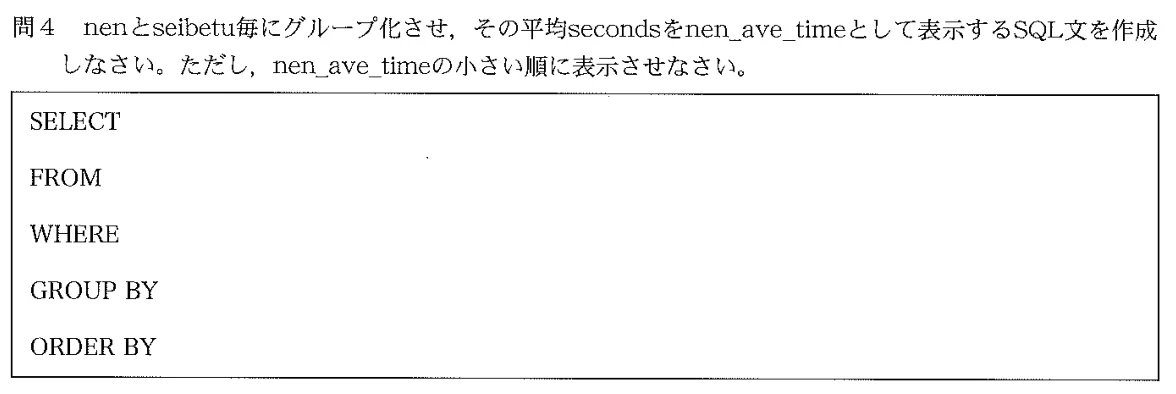 問4　nenとseibetu毎にグループ化させ，その平均secondsをnen_ave_timeとして表示するSQL文を作成
しなさい。ただし，nen_ave_timeの小さい順に表示させなさい。
SELECT
FROM
WHERE
GROUP BY
ORDER BY